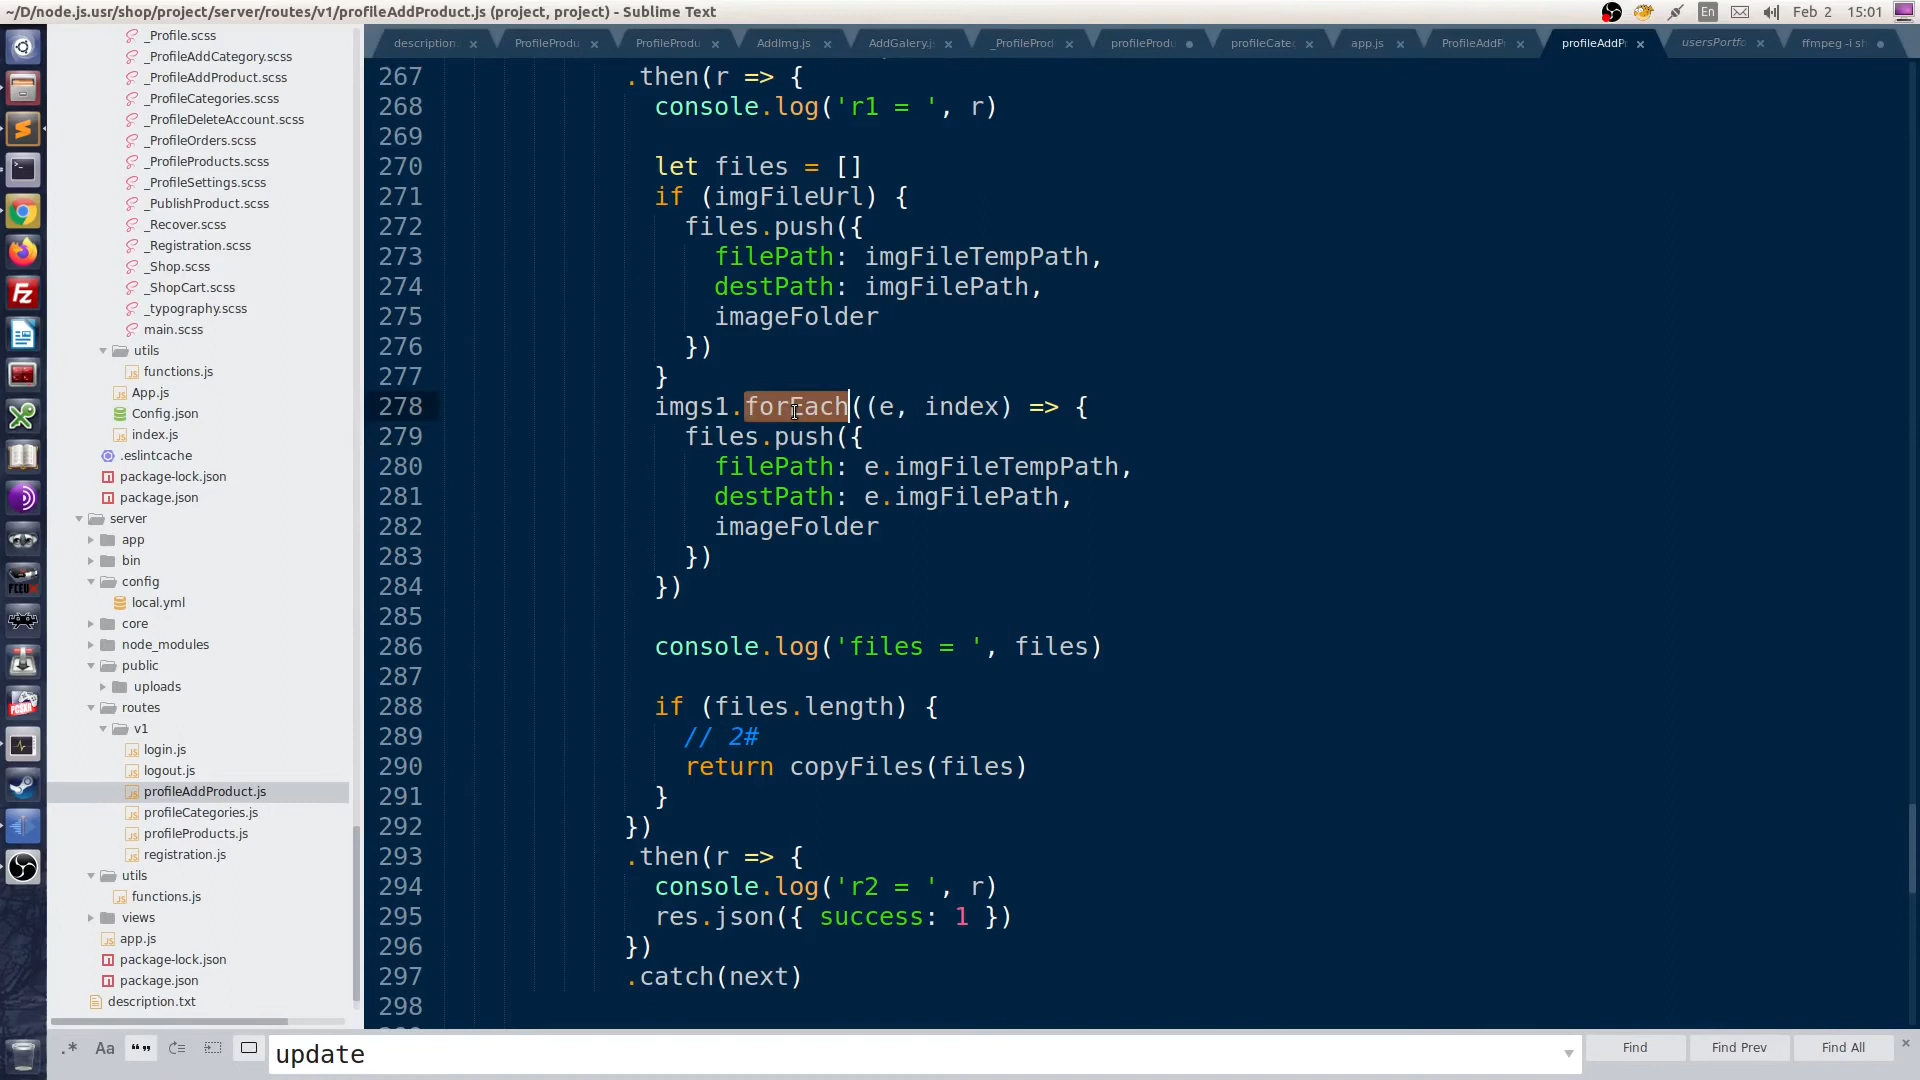 ~/D/node.js.usr/shop/project/server/routes/v1/profileAddProduct.js (project, project) - Sublime Text
En
Feb 2
15:01
description
ProfileProdu
ProfileProdu
AddImg.js
AddGalery.j
_ProfileProd
profileProdu
profileCate
app.js
ProfileAddP
profileAddP
usersPortfo
ffmpeg -i sl
_Profile.scss
_ProfileAddCategory.scss
_ProfileAddProduct.scss
_ProfileCategories.scss
_ProfileDeleteAccount.scss
_ProfileOrders.scss
_ProfileProducts.scss
_ProfileSettings.scss
_PublishProduct.scss
_Recover.scss
_Registration.scss
_Shop.scss
_ShopCart.scss
_typography.scss
main.scss
utils
functions.js
App.js
Config.json
index.js
.eslintcache
package-lock.json
package.json
server
app
bin
config
local.yml
core
node_modules
public
uploads
routes
v1
login.js
logout.js
profileAddProduct.js
profileCategories.js
profileProducts.js
registration.js
utils
functions.js
views
app.js
package-lock.json
package.json
description.txt
267 .then(r => {
268 console.log('r1 = ', r)
269
270 let files = []
271 if (imgFileUrl) {
272 files.push({
273 filePath: imgFileTempPath,
274 destPath: imgFilePath,
275 imageFolder
276 })
277 }
278 imgs1.forEach((e, index) => {
279 files.push({
280 filePath: e.imgFileTempPath,
281 destPath: e.imgFilePath,
282 imageFolder
283 })
284 })
285
286 console.log('files = ', files)
287
288 if (files.length) {
289 // 2#
290 return copyFiles(files)
291 }
292 })
293 .then(r => {
294 console.log('r2 = ', r)
295 res.json({ success: 1 })
296 })
297 .catch(next)
298
.* Aa “”
update
Find
Find Prev
Find All